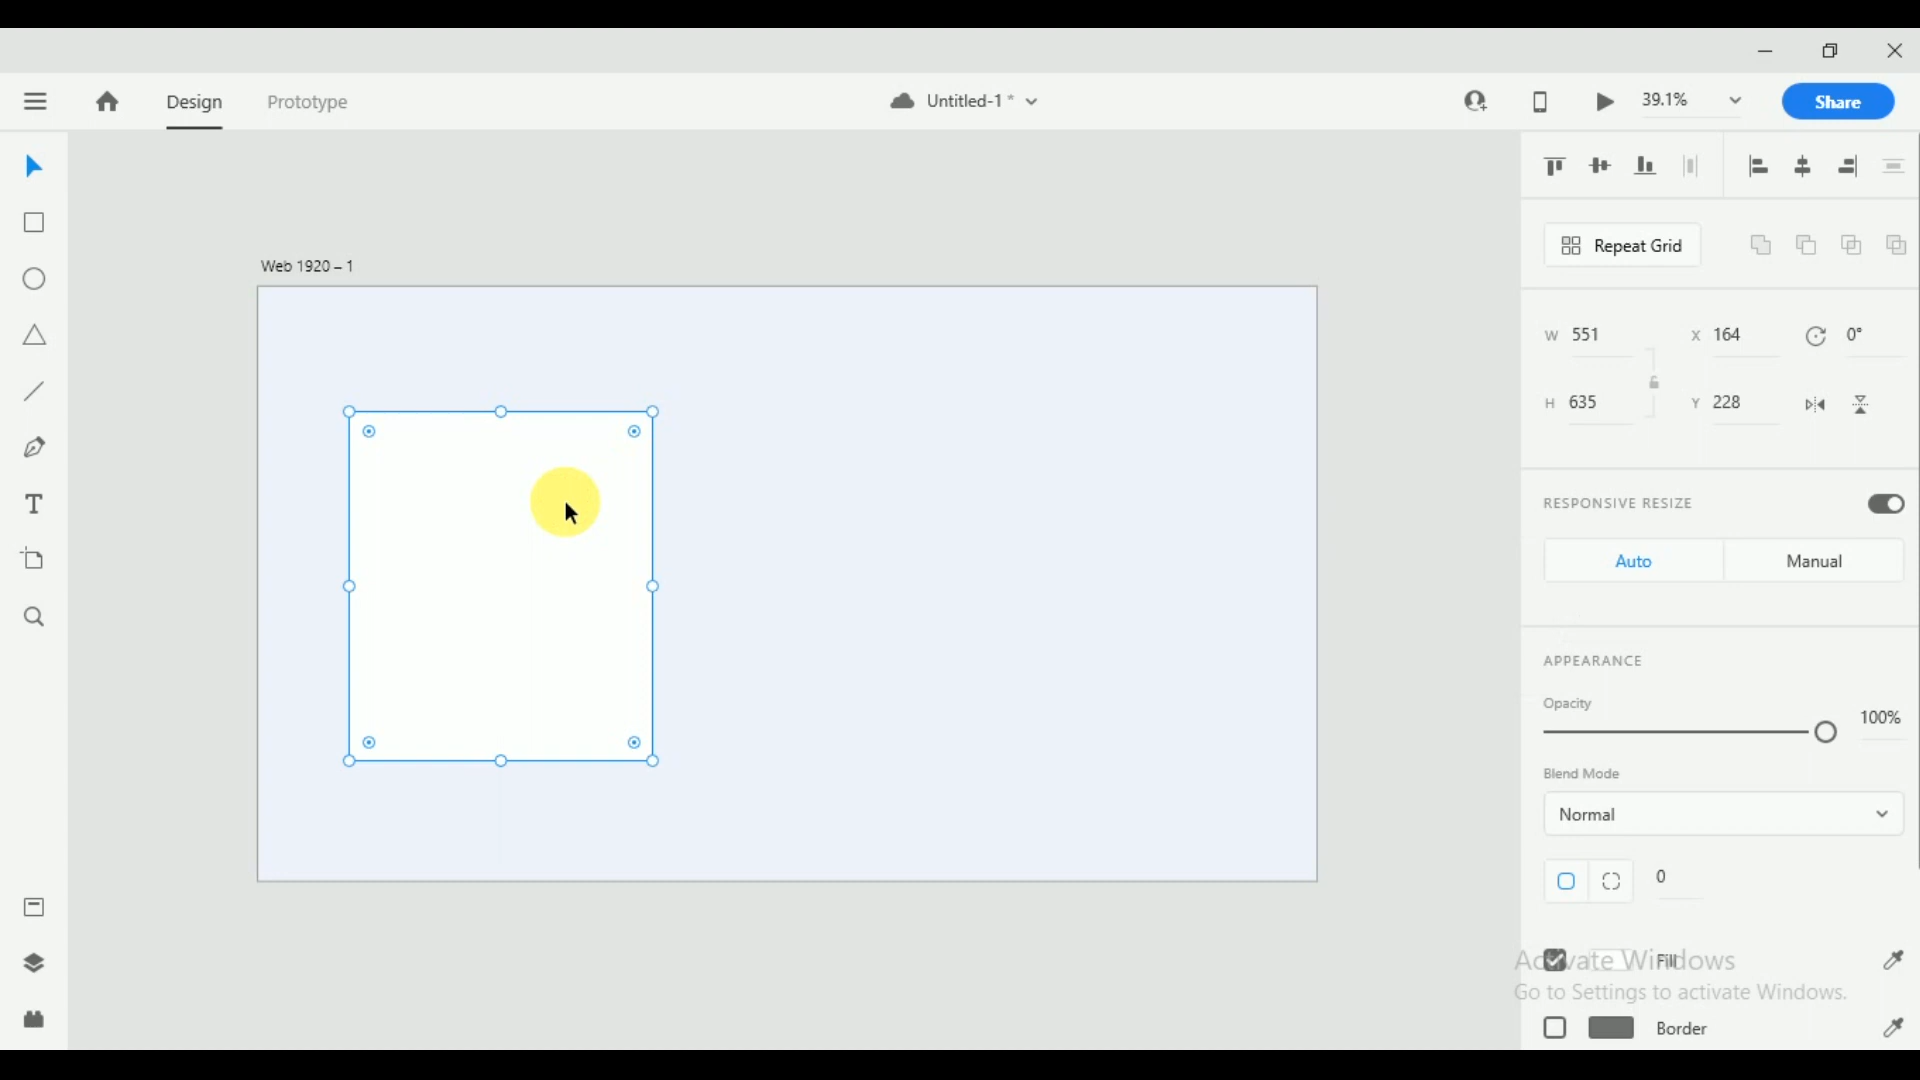 Design
Prototype
Untitled-1 *
39.1%
Share
Web 1920 – 1
Repeat Grid
W 551
X 164
0°
H 635
Y 228
RESPONSIVE RESIZE
Auto
Manual
APPEARANCE
Opacity
100%
Blend Mode
Normal
0
Fill
Activate Windows
Go to Settings to activate Windows.
Border